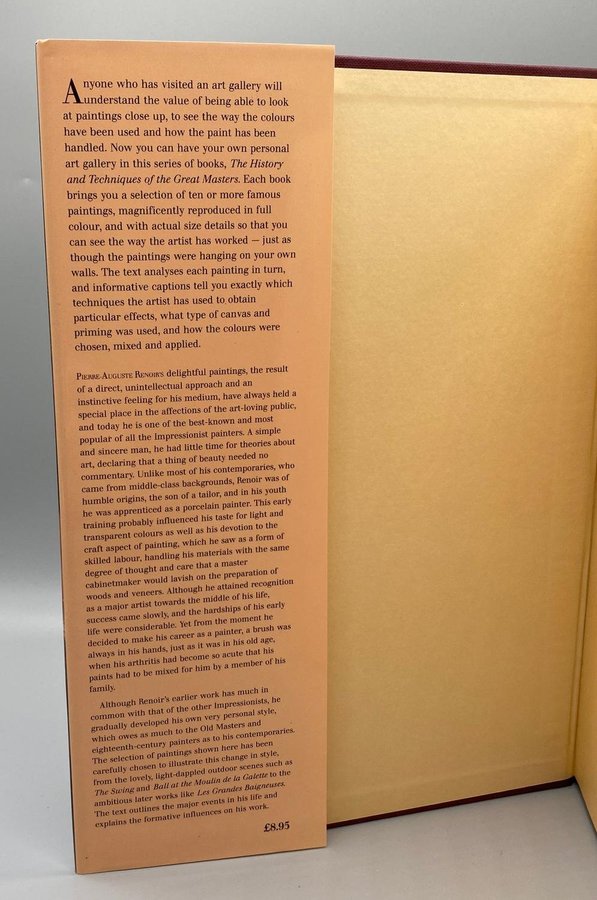 Anyone who has visited an art gallery will
understand the value of being able to look
at paintings close up, to see the way the colours
have been used and how the paint has been
handled. Now you can have your own personal
art gallery in this series of books, The History
and Techniques of the Great Masters. Each book
brings you a selection of ten or more famous
paintings, magnificently reproduced in full
colour, and with actual size details so that you
can see the way the artist has worked — just as
though the paintings were hanging on your own
walls. The text analyses each painting in turn,
and informative captions tell you exactly which
techniques the artist has used to obtain
particular effects, what type of canvas and
priming was used, and how the colours were
chosen, mixed and applied.
PIERRE-AUGUSTE RENOIR'S delightful paintings, the result
of a direct, unintellectual approach and an
instinctive feeling for his medium, have always held a
special place in the affections of the art-loving public,
and today he is one of the best-known and most
popular of all the Impressionist painters. A simple
and sincere man, he had little time for theories about
art, declaring that a thing of beauty needed no
commentary. Unlike most of his contemporaries, who
came from middle-class backgrounds, Renoir was of
humble origins, the son of a tailor, and in his youth
he was apprenticed as a porcelain painter. This early
training probably influenced his taste for light and
transparent colours as well as his devotion to the
craft aspect of painting, which he saw as a form of
skilled labour, handling his materials with the same
degree of thought and care that a master
cabinetmaker would lavish on the preparation of
woods and veneers. Although he attained recognition
as a major artist towards the middle of his life,
success came slowly, and the hardships of his early
life were considerable. Yet from the moment he
decided to make his career as a painter, a brush was
always in his hands, just as it was in his old age,
when his arthritis had become so acute that his
paints had to be mixed for him by a member of his
family.
Although Renoir's earlier work has much in
common with that of the other Impressionists, he
gradually developed his own very personal style,
which owes as much to the Old Masters and
eighteenth-century painters as to his contemporaries.
The selection of paintings shown here has been
carefully chosen to illustrate this change in style,
from the lovely, light-dappled outdoor scenes such as
The Swing and Ball at the Moulin de la Galette to the
ambitious later works like Les Grandes Baigneuses.
The text outlines the major events in his life and
explains the formative influences on his work.
£8.95